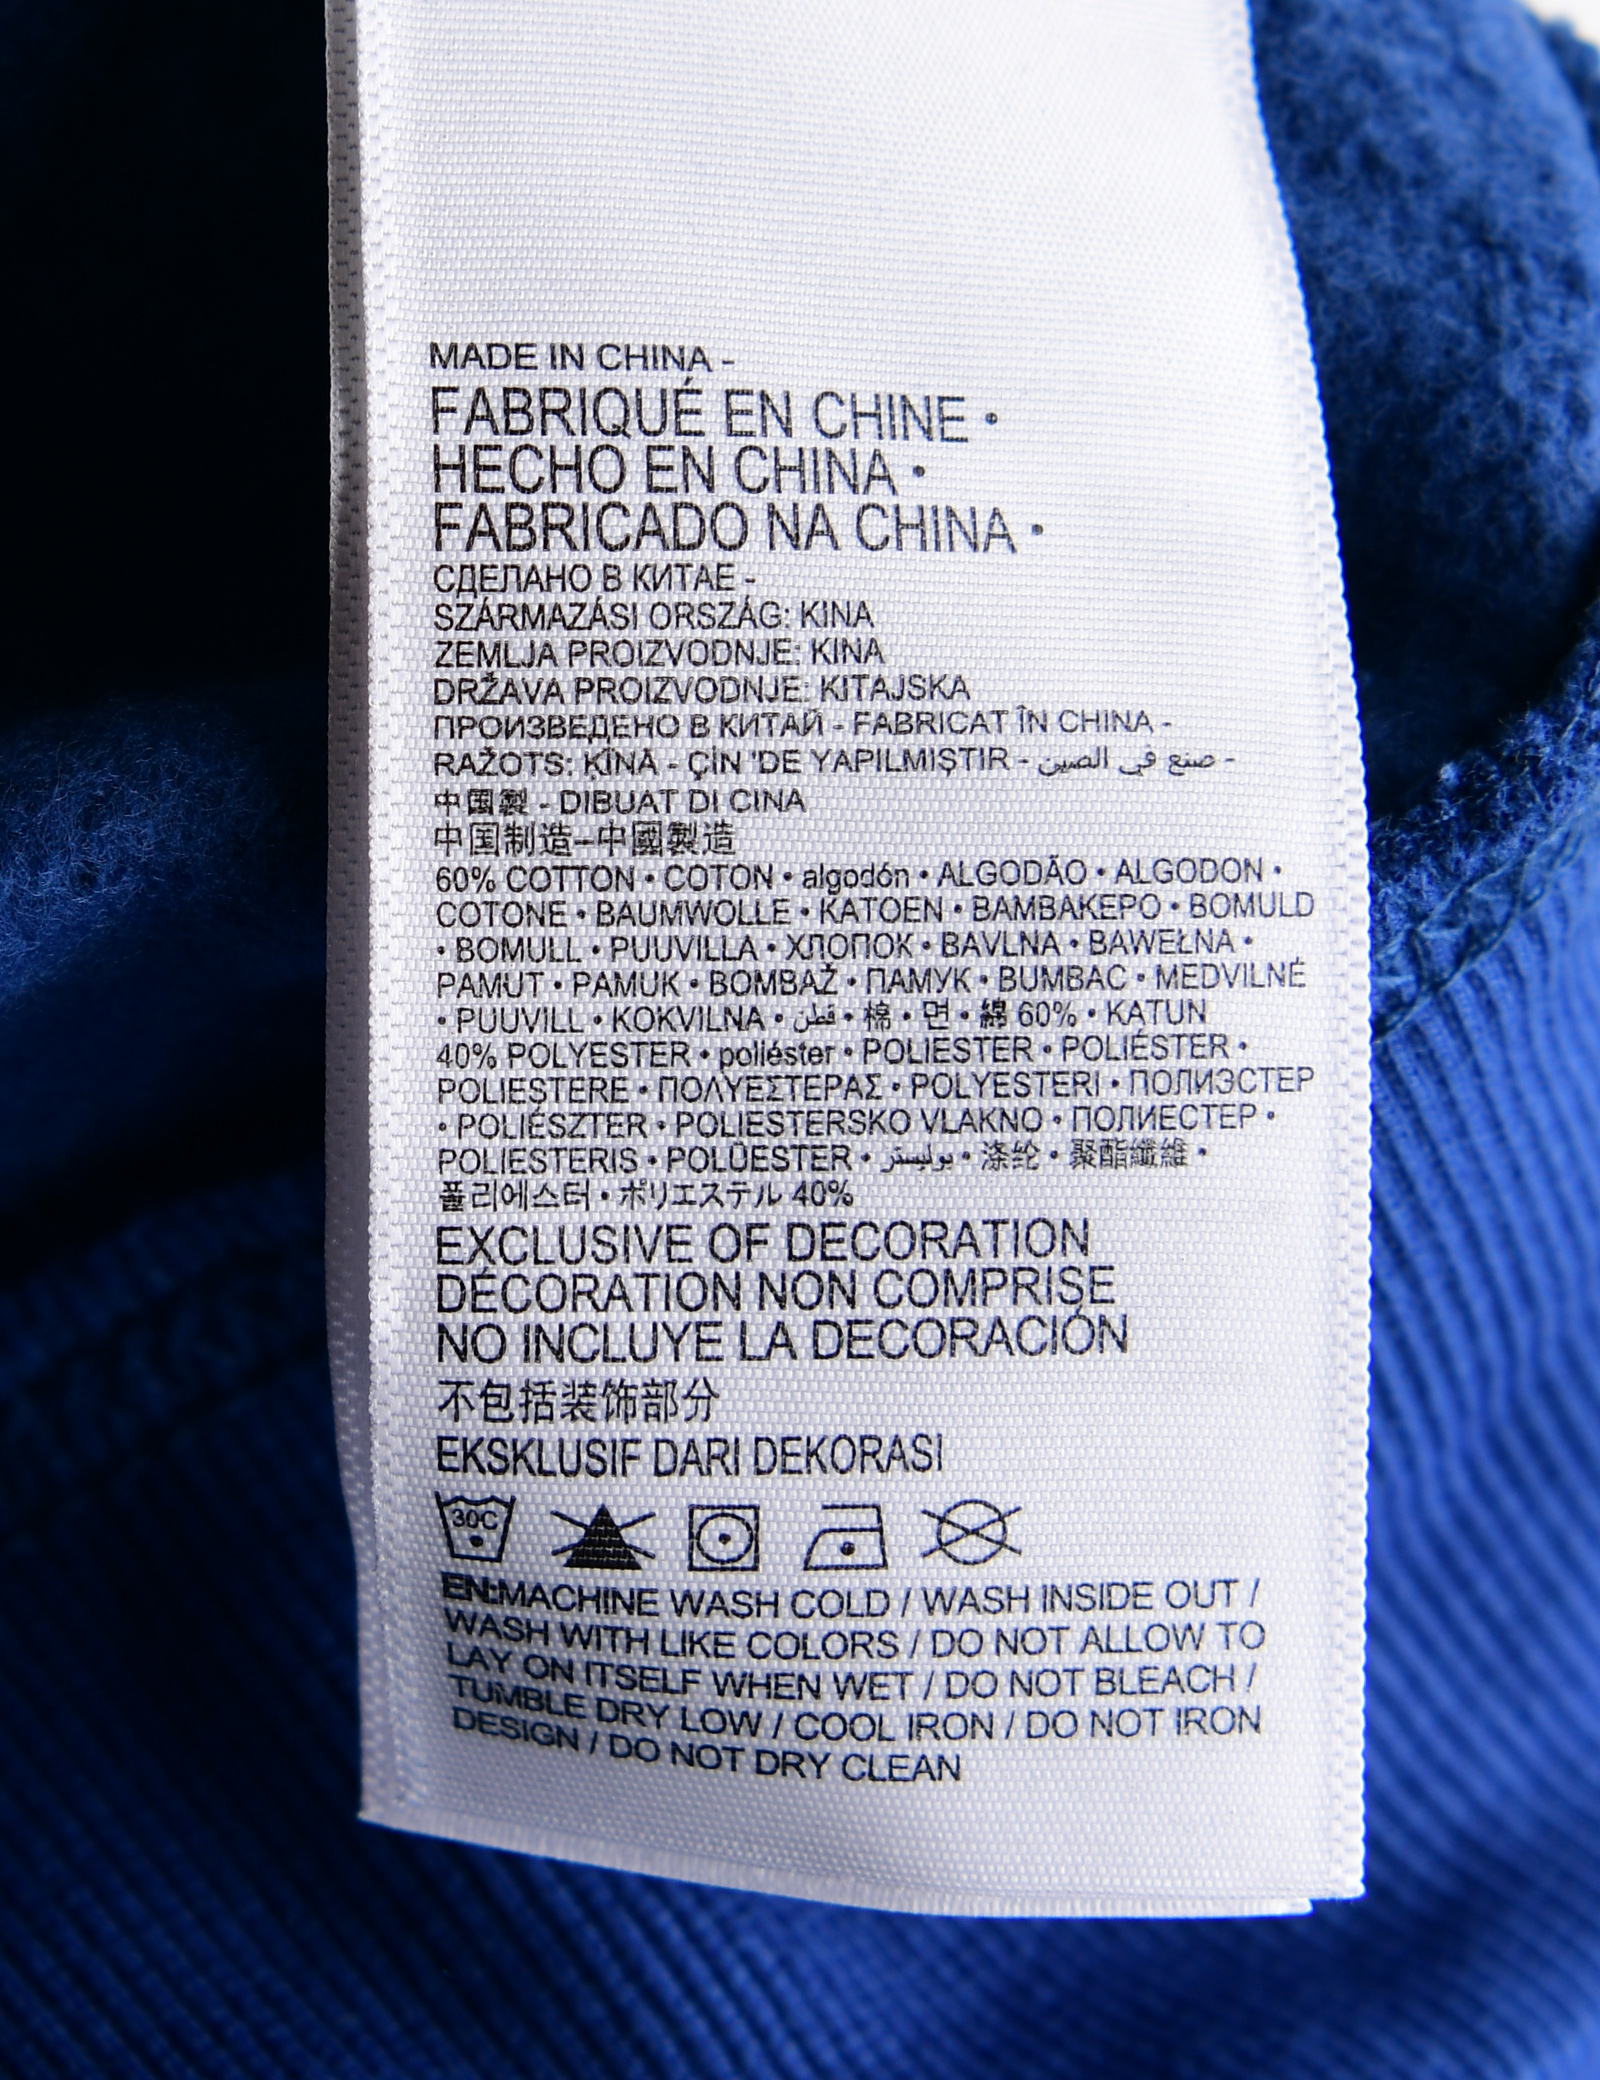 MADE IN CHINA -
FABRIQUÉ EN CHINE •
HECHO EN CHINA •
FABRICADO NA CHINA •
СДЕЛАНО В КИТАЕ -
SZÁRMAZÁSI ORSZÁG: KINA
ZEMLJA PROIZVODNJE: KINA
DRŽAVA PROIZVODNJE: KITAJSKA
ПРОИЗВЕДЕНО В КИТАЙ - FABRICAT ÎN CHINA -
RAŽOTS: ĶĪNĀ - ÇİN 'DE YAPILMIŞTIR - صنع في الصين -
中国製 - DIBUAT DI CINA
中国制造–中國製造
60% COTTON • COTON • algodón • ALGODÃO • ALGODON •
COTONE • BAUMWOLLE • KATOEN • BAMBAKEPO • BOMULD
• BOMULL • PUUVILLA • ХЛОПОК • BAVLNA • BAWEŁNA •
PAMUT • PAMUK • BOMBAŽ • ПАМУК • BUMBAC • MEDVILNÉ
• PUUVILL • KOKVILNA • قطن • 棉 • 면 • 綿 60% • KATUN
40% POLYESTER • poliéster • POLIESTER • POLIÉSTER •
POLIESTERE • ΠΟΛΥΕΣΤΕΡΑΣ • POLYESTERI • ПОЛИЭСТЕР
• POLIÉSZTER • POLIESTERSKO VLAKNO • ПОЛИЕСТЕР •
POLIESTERIS • POLÜESTER • بوليستر • 涤纶 • 聚酯纖維 •
폴리에스터 • ポリエステル 40%
EXCLUSIVE OF DECORATION
DÉCORATION NON COMPRISE
NO INCLUYE LA DECORACIÓN
不包括装饰部分
EKSKLUSIF DARI DEKORASI
30C
EN:MACHINE WASH COLD / WASH INSIDE OUT /
WASH WITH LIKE COLORS / DO NOT ALLOW TO
LAY ON ITSELF WHEN WET / DO NOT BLEACH /
TUMBLE DRY LOW / COOL IRON / DO NOT IRON
DESIGN / DO NOT DRY CLEAN